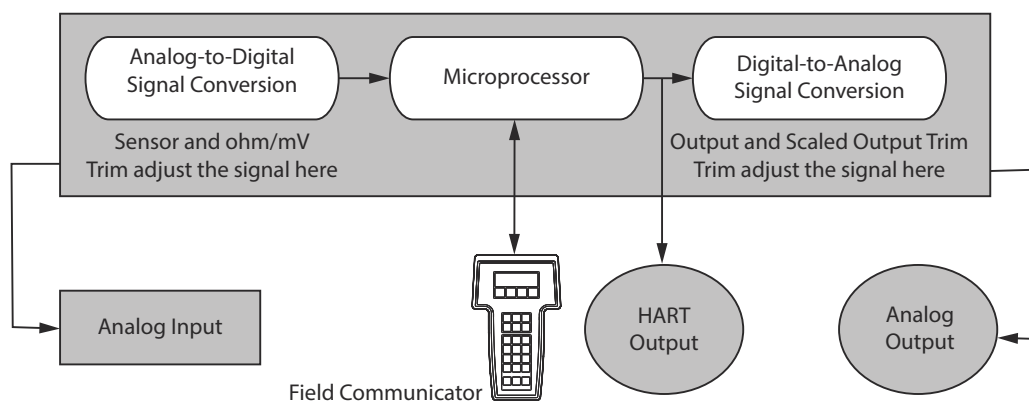 Analog-to-Digital
Signal Conversion
Microprocessor
Digital-to-Analog
Signal Conversion
Sensor and ohm/mV
Trim adjust the signal here
Output and Scaled Output Trim
Trim adjust the signal here
Analog Input
Field Communicator
HART
Output
Analog
Output